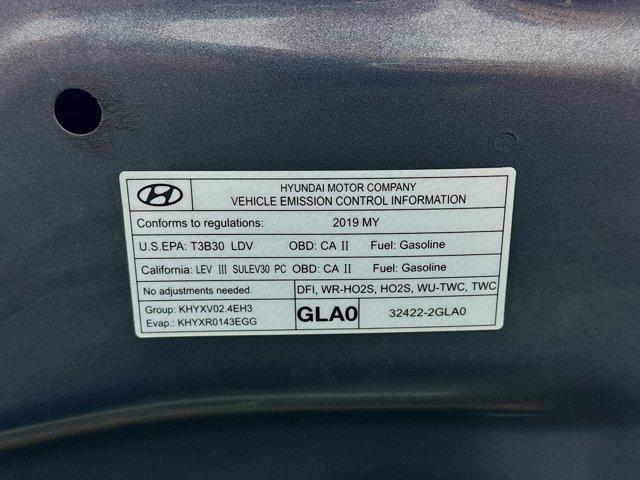 HYUNDAI MOTOR COMPANY
VEHICLE EMISSION CONTROL INFORMATION
Conforms to regulations: 2019 MY
U.S.EPA: T3B30 LDV OBD: CA II Fuel: Gasoline
California: LEV III SULEV30 PC OBD: CA II Fuel: Gasoline
No adjustments needed. DFI, WR-HO2S, HO2S, WU-TWC, TWC
Group: KHYXV02.4EH3
Evap.: KHYXR0143EGG
GLA0 32422-2GLA0